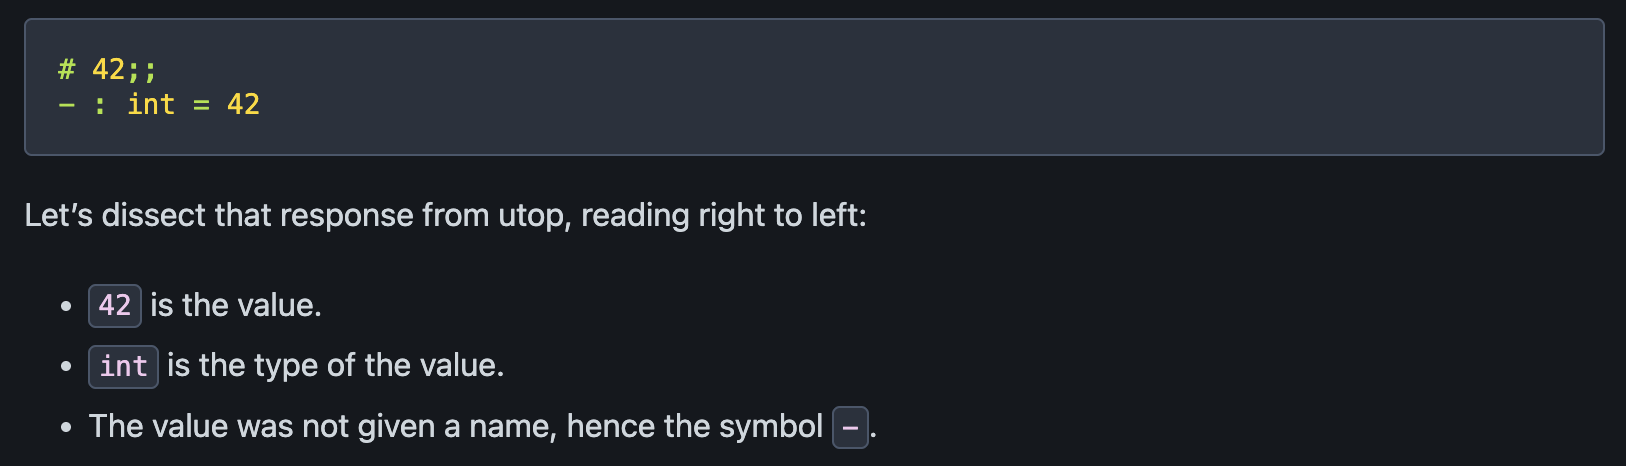 # 42;;
- : int = 42
Let’s dissect that response from utop, reading right to left:
• 42 is the value.
• int is the type of the value.
• The value was not given a name, hence the symbol -.